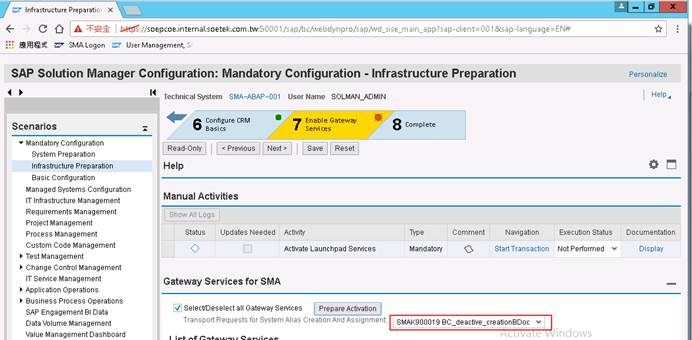 Infrastructure Preparatio
不安全
https://soepcoe.internal.soetek.com.tw:50001/sap/bc/webdynpro/sap/wd_sise_main_app?sap-client=001&sap-language=EN#
應用程式
SMA Logon
User Management, S
SAP Solution Manager Configuration: Mandatory Configuration - Infrastructure Preparation
Personalize
Technical System SMA~ABAP~001 User Name SOLMAN_ADMIN
Help
Scenarios
Mandatory Configuration
System Preparation
Infrastructure Preparation
Basic Configuration
Managed Systems Configuration
IT Infrastructure Management
Requirements Management
Project Management
Process Management
Custom Code Management
Test Management
Change Control Management
IT Service Management
Application Operations
Business Process Operations
SAP Engagement BI Data
Data Volume Management
Value Management Dashboard
6 Configure CRM Basics
7 Enable Gateway Services
8 Complete
Read-Only
< Previous
Next >
Save
Reset
Help
Manual Activities
Show All Logs
Status Updates Needed Activity Type Comment Navigation Execution Status Documentation
Activate Launchpad Services Mandatory Start Transaction Not Performed Display
Gateway Services for SMA
Select/Deselect all Gateway Services
Prepare Activation
Transport Requests for System Alias Creation And Assignment:
SMAK900019 BC_deactive_creationBDoc
Activate Windows
List of Gateway Services